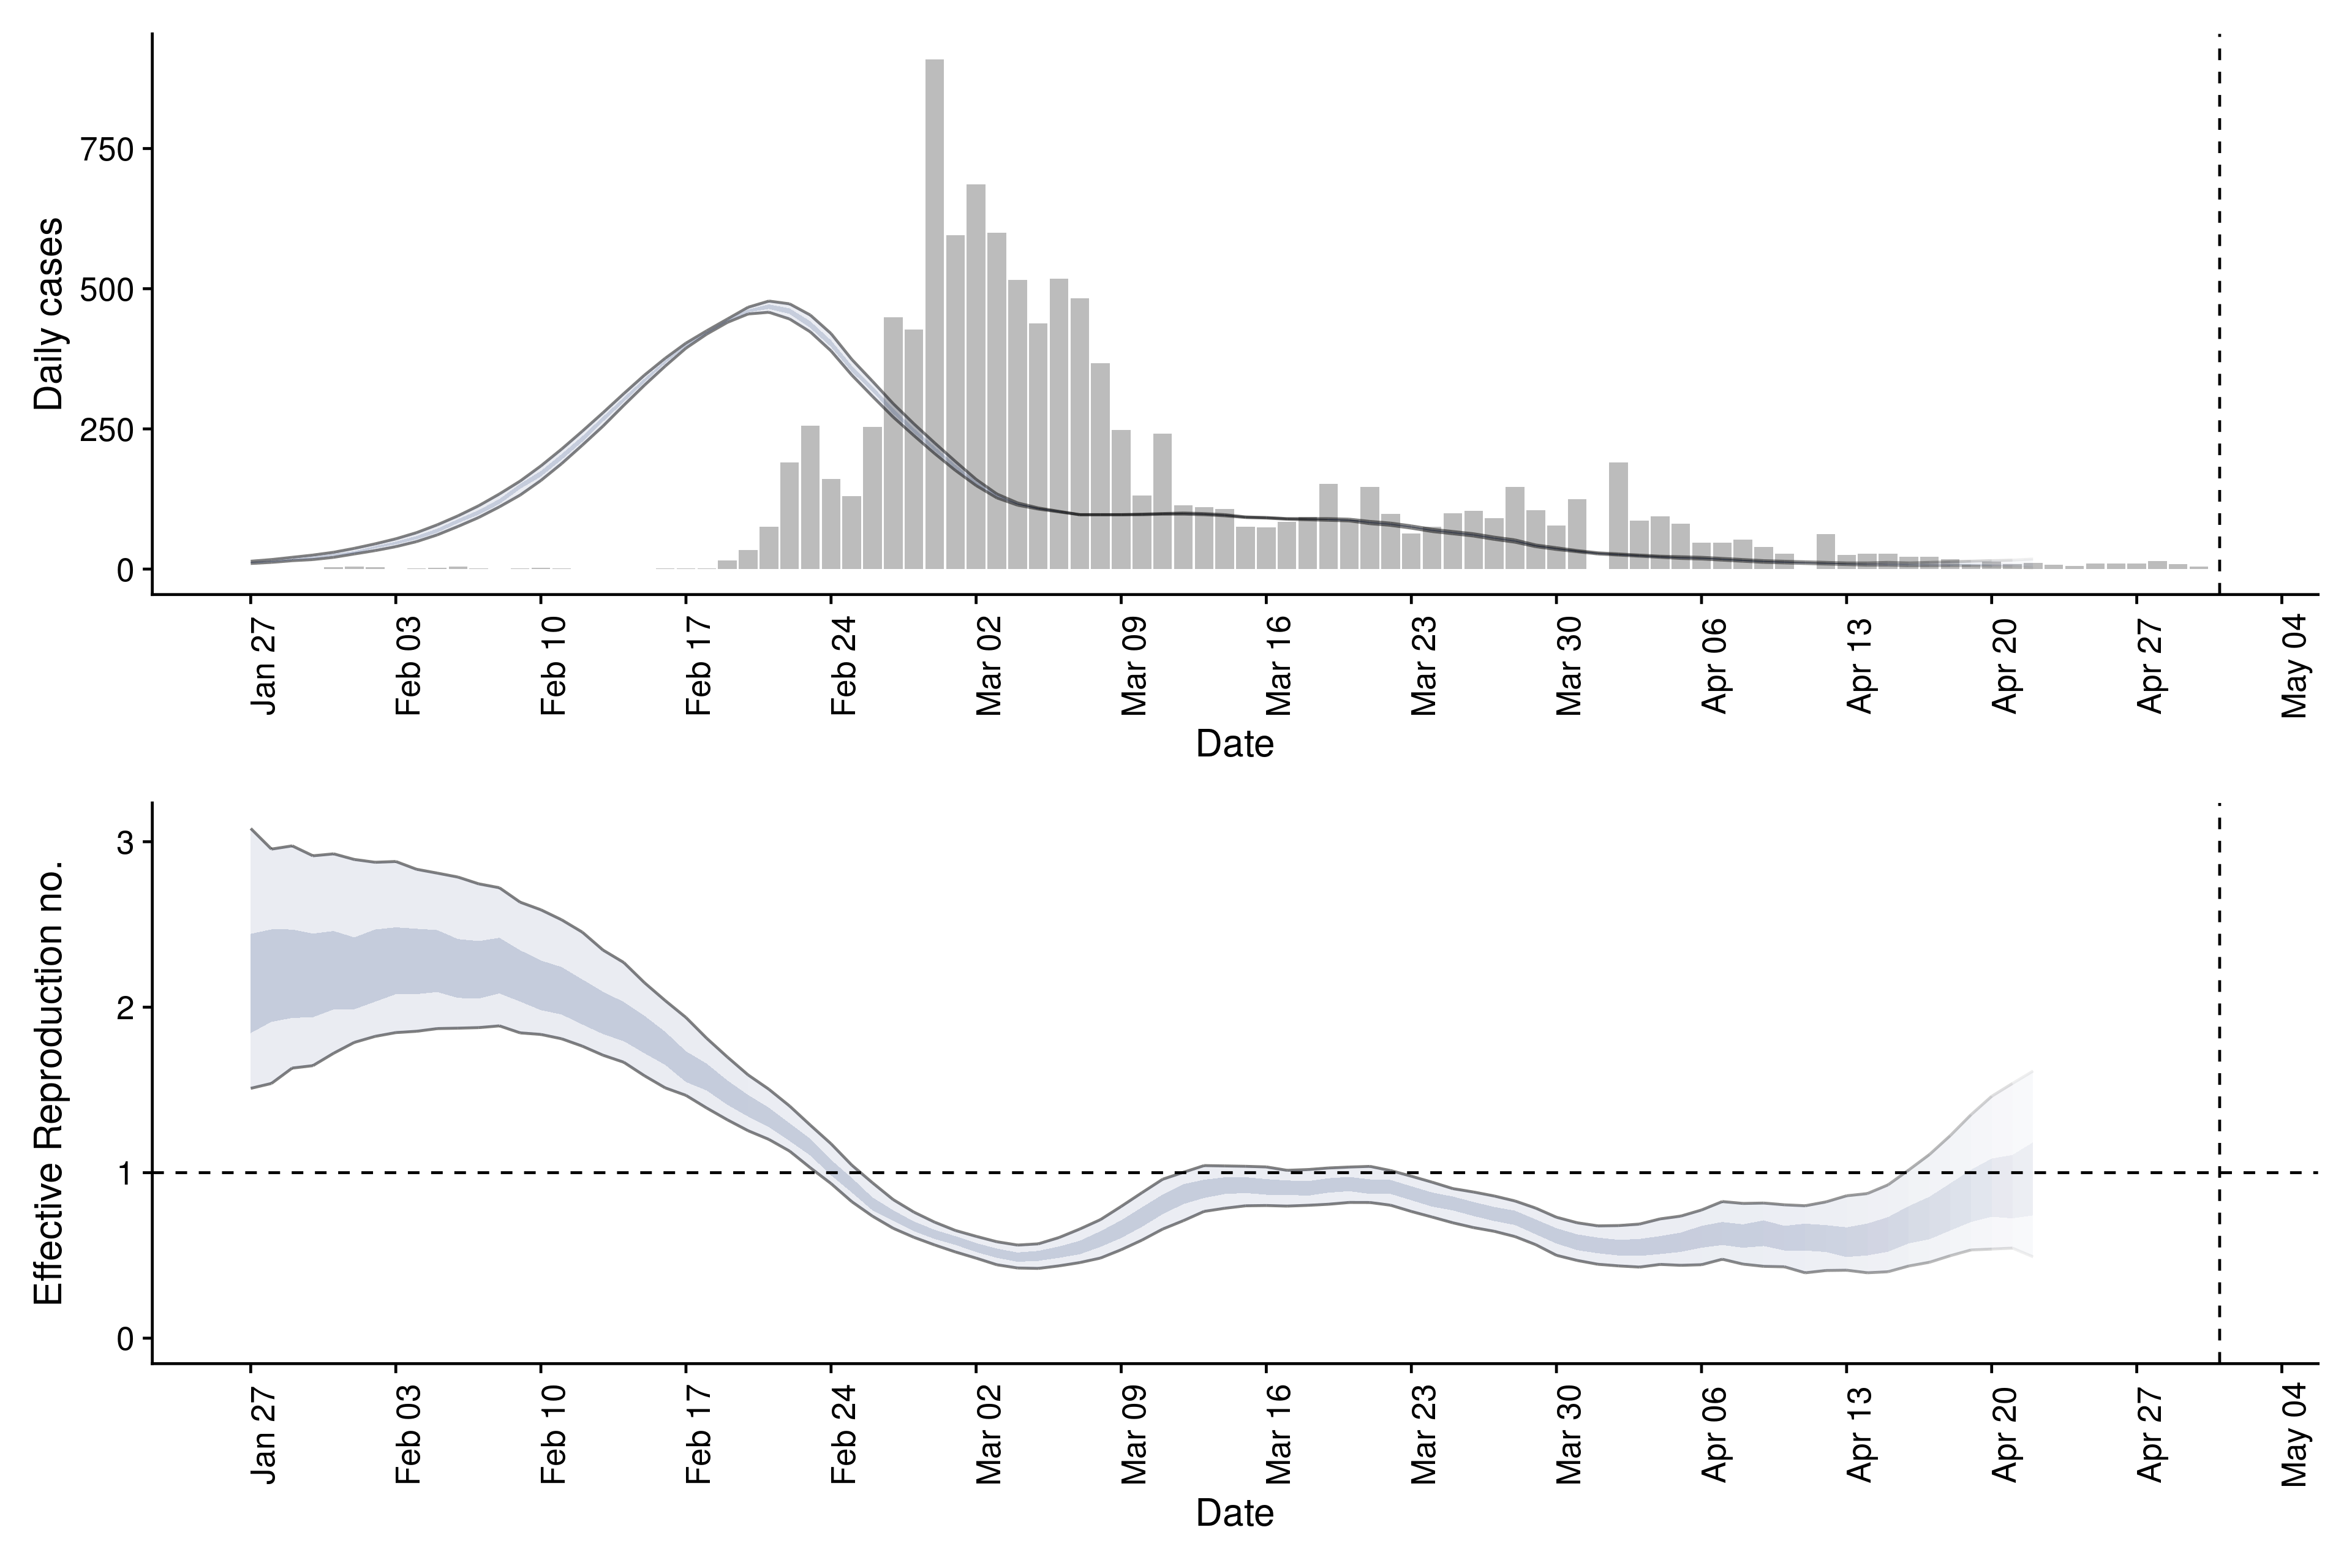 Daily cases
750
500
250
0
Jan 27
Feb 03
Feb 10
Feb 17
Feb 24
Mar 02
Mar 09
Mar 16
Mar 23
Mar 30
Apr 06
Apr 13
Apr 20
Apr 27
May 04
Date
Effective Reproduction no.
3
2
1
0
Jan 27
Feb 03
Feb 10
Feb 17
Feb 24
Mar 02
Mar 09
Mar 16
Mar 23
Mar 30
Apr 06
Apr 13
Apr 20
Apr 27
May 04
Date